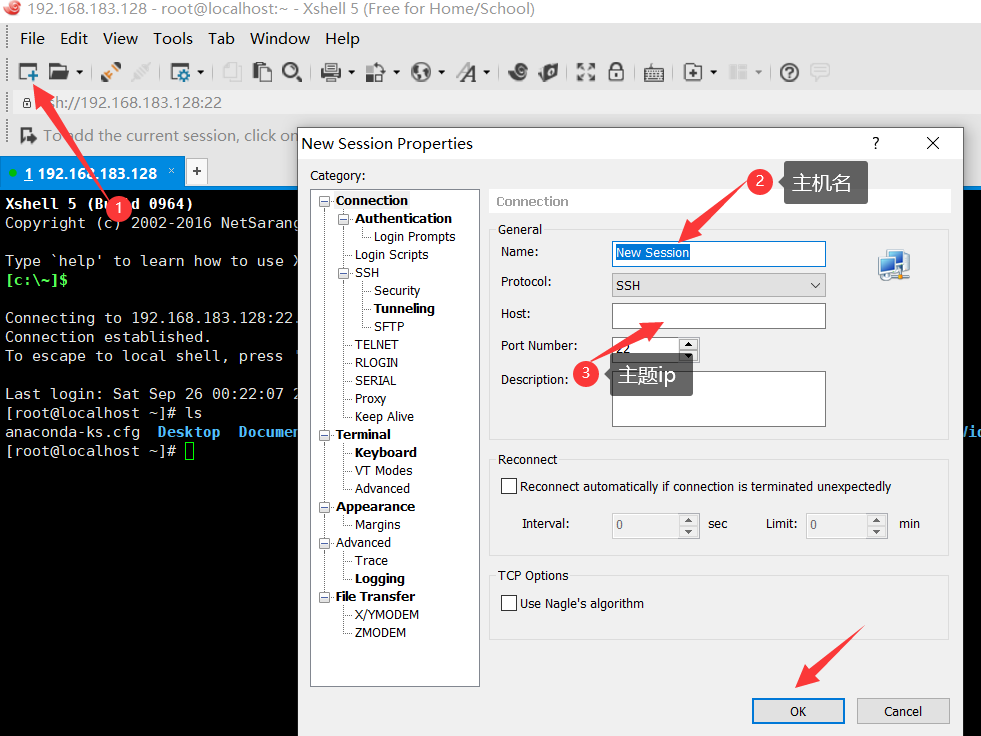 192.168.183.128 - root@localhost:~ - Xshell 5 (Free for Home/School)
File Edit View Tools Tab Window Help
sh://192.168.183.128:22
To add the current session, click on
1 192.168.183.128
Xshell 5 (Build 0964)
Copyright (c) 2002-2016 NetSarang
Type `help' to learn how to use X
[c:\~]$
Connecting to 192.168.183.128:22.
Connection established.
To escape to local shell, press '
Last login: Sat Sep 26 00:22:07 2
[root@localhost ~]# ls
anaconda-ks.cfg Desktop Documen
[root@localhost ~]#
1
New Session Properties
Category:
Connection
Authentication
Login Prompts
Login Scripts
SSH
Security
Tunneling
SFTP
TELNET
RLOGIN
SERIAL
Proxy
Keep Alive
Terminal
Keyboard
VT Modes
Advanced
Appearance
Margins
Advanced
Trace
Logging
File Transfer
X/YMODEM
ZMODEM
2 主机名
Connection
General
Name: New Session
Protocol: SSH
Host:
Port Number: 22
3 主题ip
Description:
Reconnect
Reconnect automatically if connection is terminated unexpectedly
Interval: 0 sec Limit: 0 min
TCP Options
Use Nagle's algorithm
OK Cancel